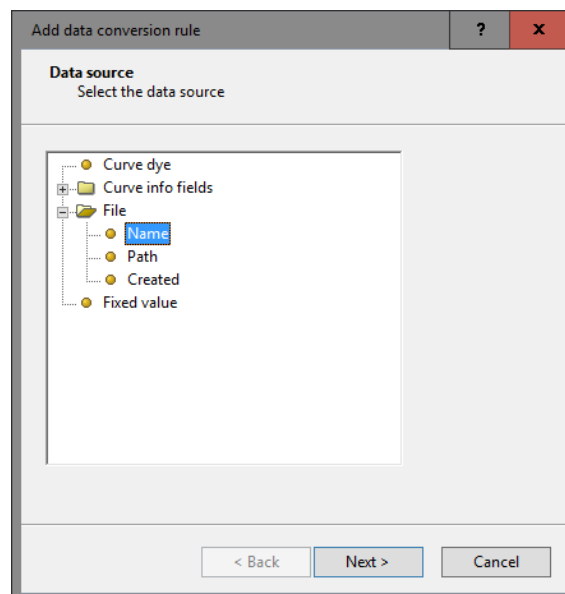 Add data conversion rule ? x
Data source
Select the data source
Curve dye
Curve info fields
File
Name
Path
Created
Fixed value
< Back Next > Cancel